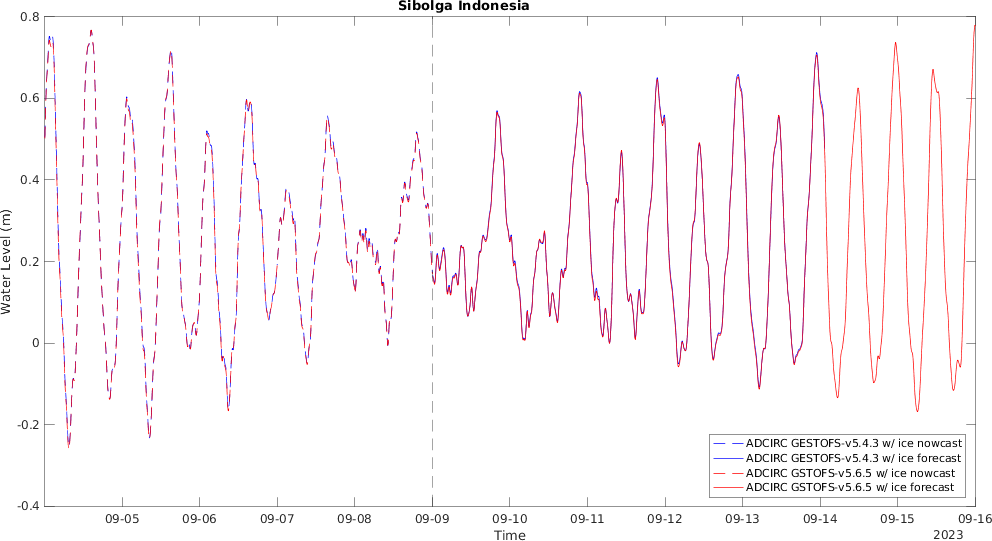 Sibolga Indonesia
0.8
0.6
0.4
0.2
0
-0.2
-0.4
Water Level (m)
09-05 09-06 09-07 09-08 09-09 09-10 09-11 09-12 09-13 09-14 09-15 09-16
Time
2023
ADCIRC GESTOFS-v5.4.3 w/ ice nowcast
ADCIRC GESTOFS-v5.4.3 w/ ice forecast
ADCIRC GSTOFS-v5.6.5 w/ ice nowcast
ADCIRC GSTOFS-v5.6.5 w/ ice forecast